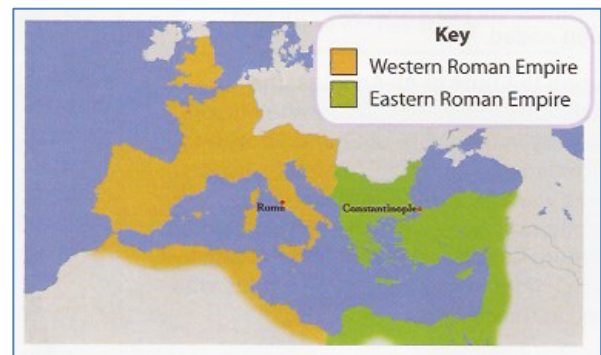 Key
Western Roman Empire
Eastern Roman Empire
Rome
Constantinople